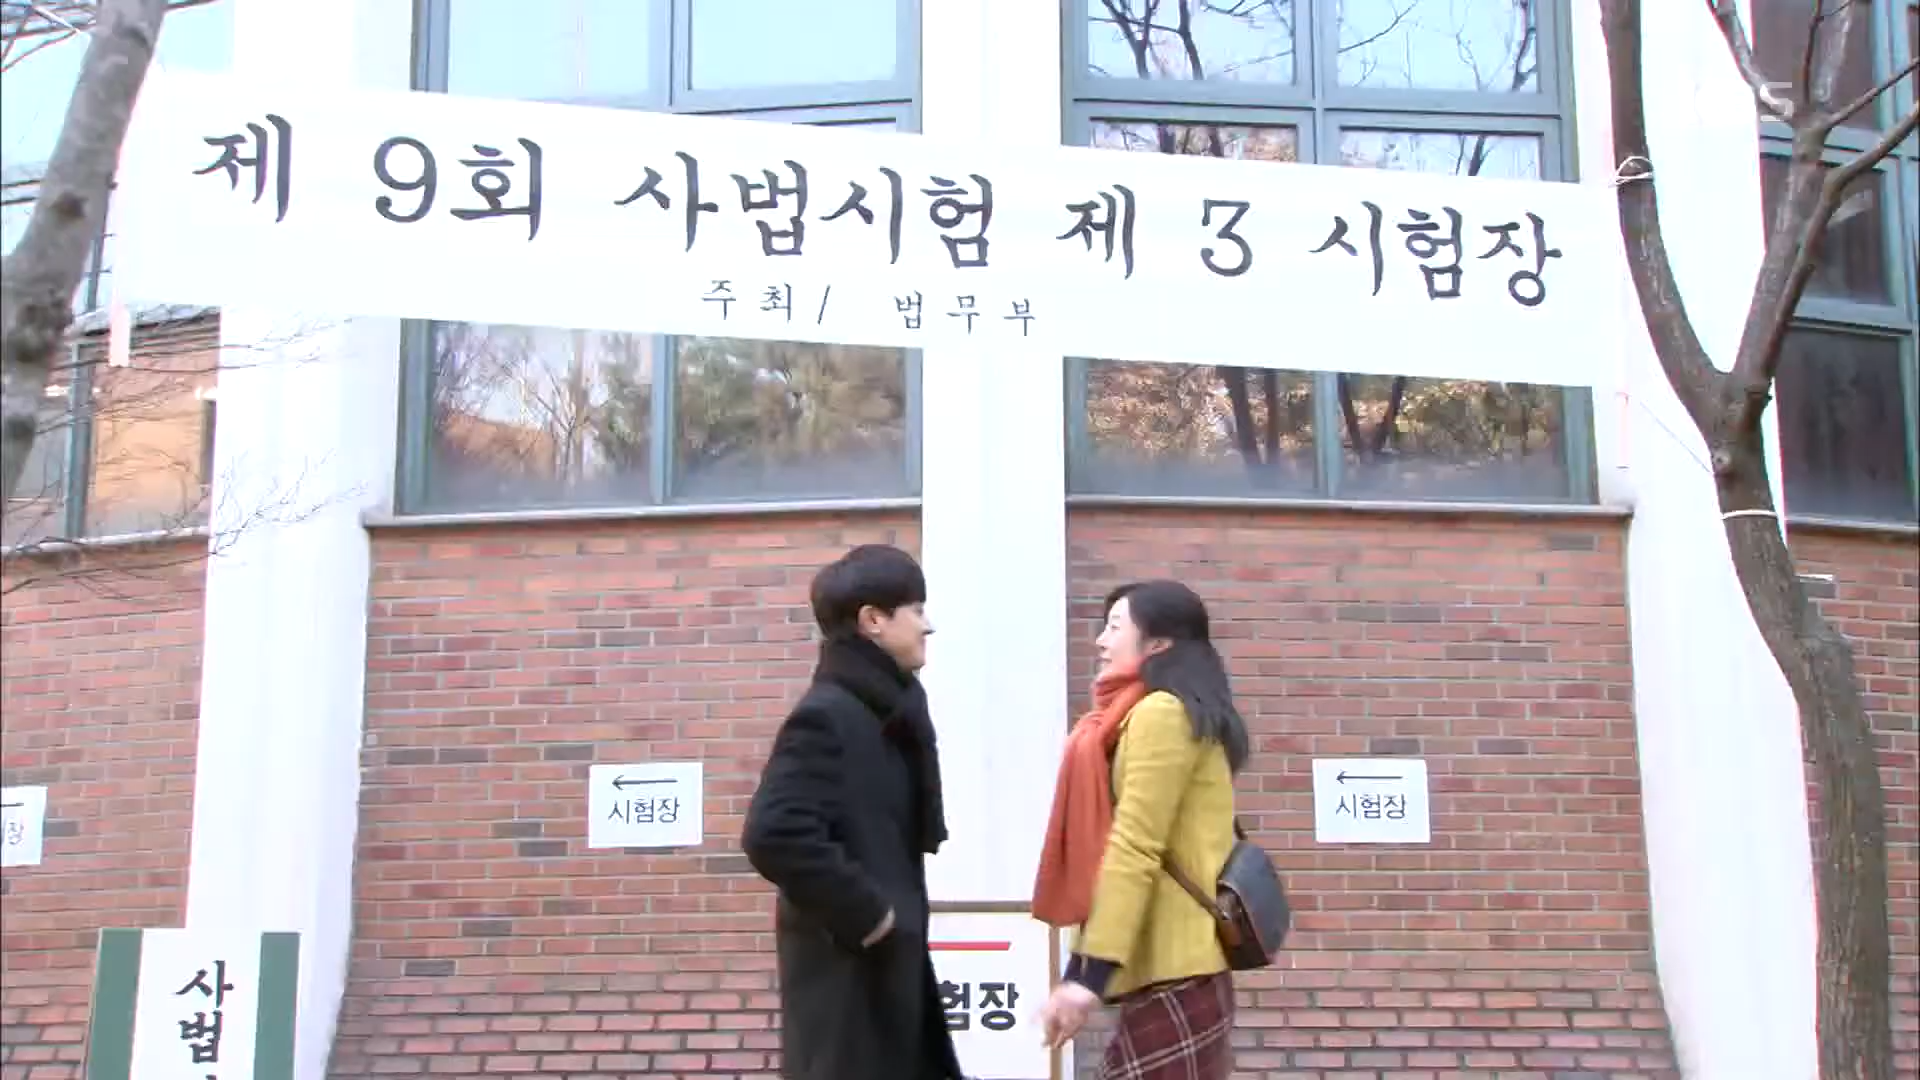 제 9회 사법시험 제 3 시험장
주최/ 법무부
시험장
시험장
장
험장
사
법